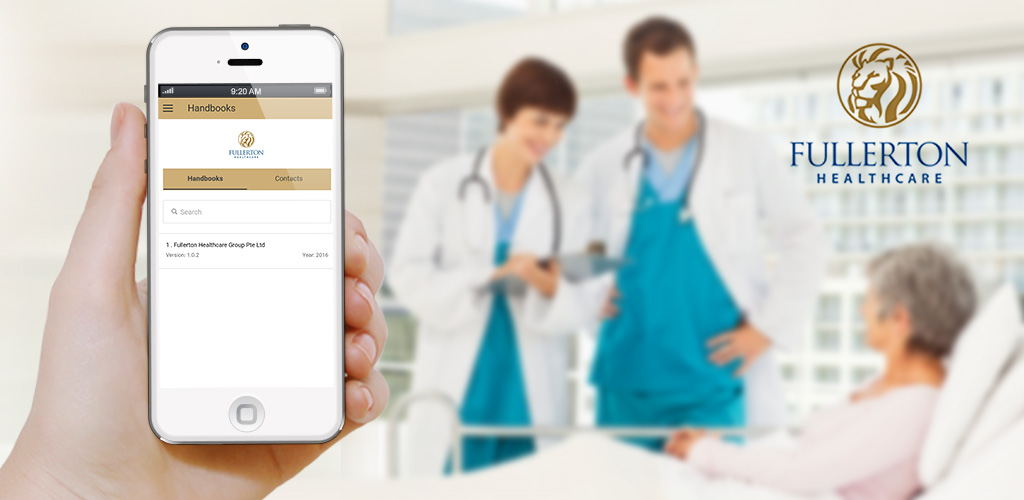 9:20 AM
Handbooks
FULLERTON
HEALTHCARE
Handbooks Contacts
Search
1 . Fullerton Healthcare Group Pte Ltd
Version: 1.0.2 Year: 2016
FULLERTON
HEALTHCARE